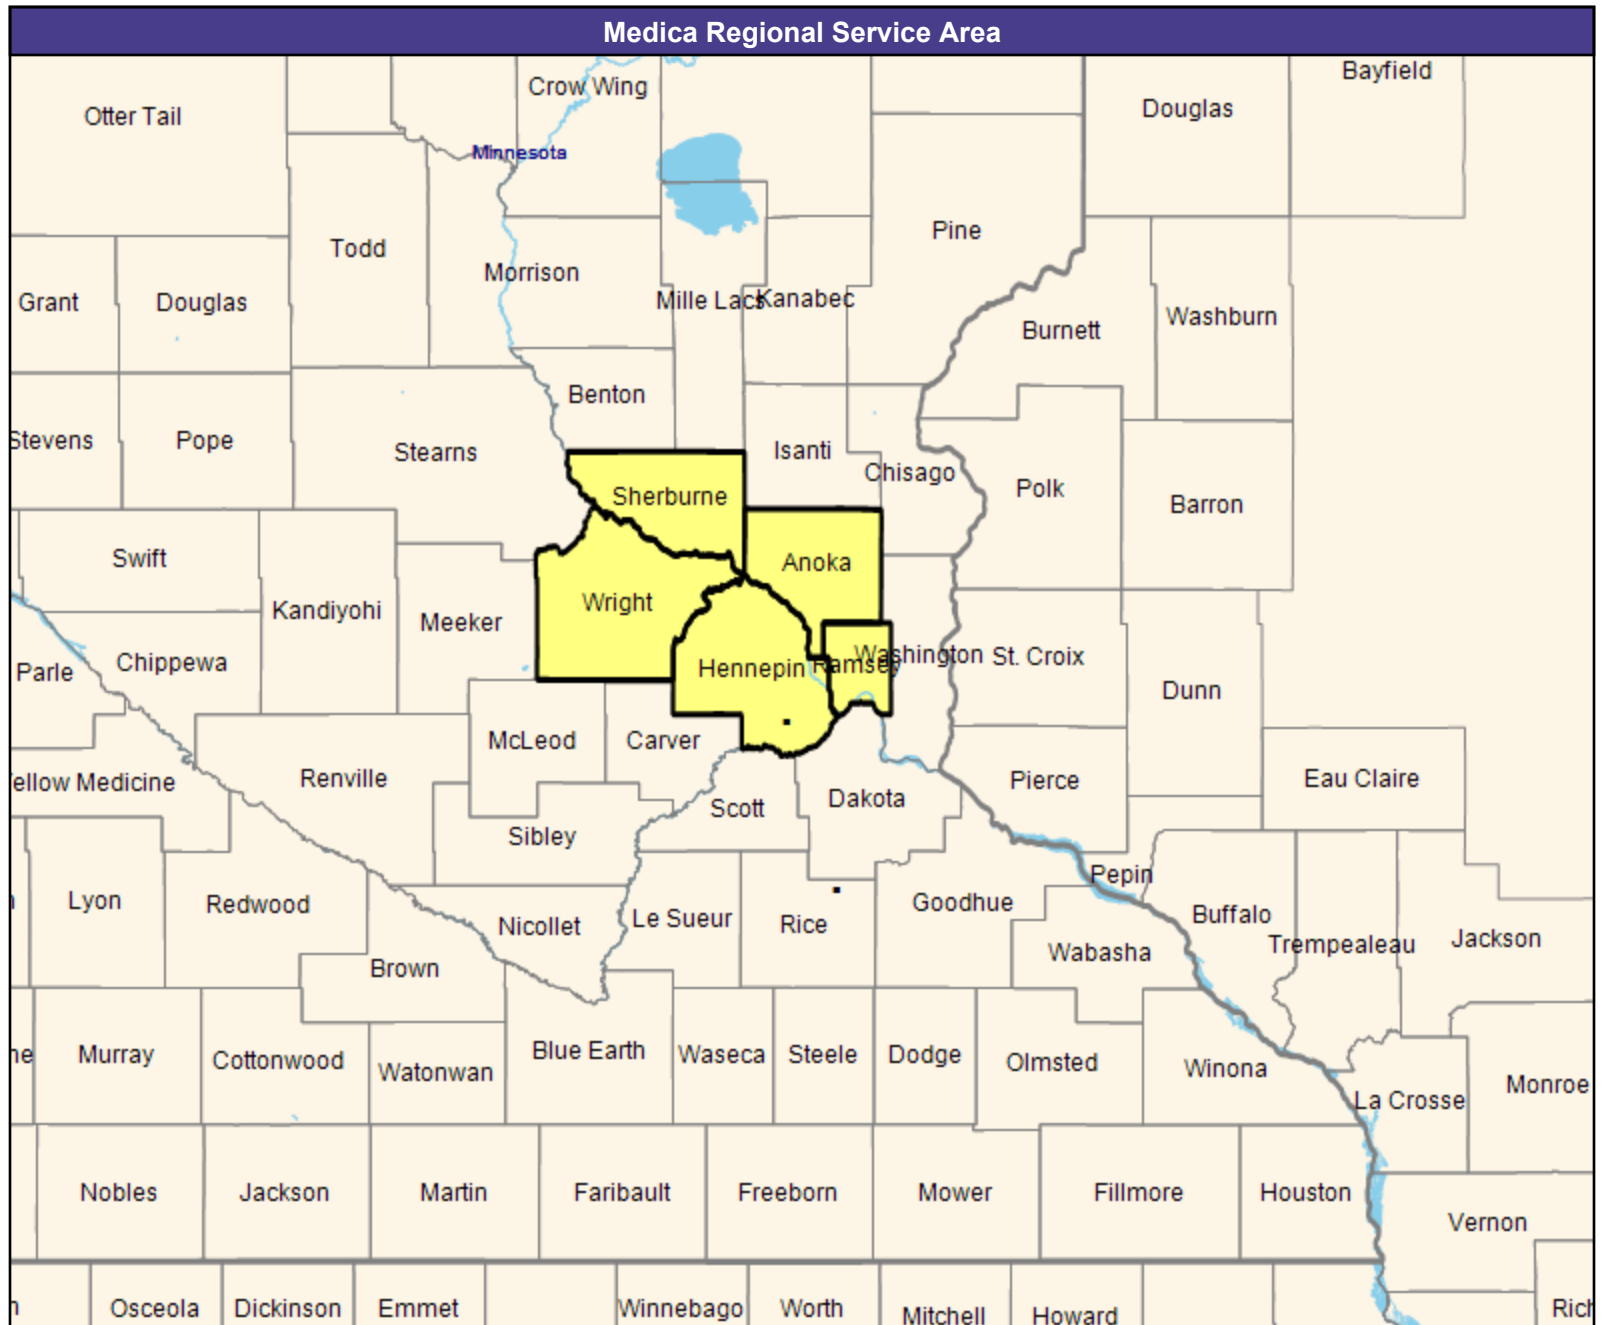 Medica Regional Service Area
Bayfield
Crow Wing
Douglas
Otter Tail
Minnesota
Pine
Todd
Morrison
Mille Lacs
Kanabec
Grant
Douglas
Washburn
Burnett
Benton
Stevens
Pope
Stearns
Isanti
Chisago
Polk
Sherburne
Barron
Swift
Anoka
Wright
Kandiyohi
Meeker
Washington
St. Croix
Chippewa
Parle
Hennepin
Ramsey
Dunn
McLeod
Carver
Renville
Eau Claire
Pierce
ellow Medicine
Dakota
Scott
Sibley
Pepin
Lyon
Redwood
Goodhue
Buffalo
Le Sueur
Rice
Nicollet
Jackson
Trempealeau
Wabasha
Brown
Blue Earth
ne
Murray
Waseca
Steele
Dodge
Cottonwood
Olmsted
Winona
Watonwan
Monroe
La Crosse
Nobles
Jackson
Martin
Faribault
Freeborn
Mower
Fillmore
Houston
Vernon
Osceola
Dickinson
Emmet
Winnebago
Worth
Mitchell
Howard
Rich